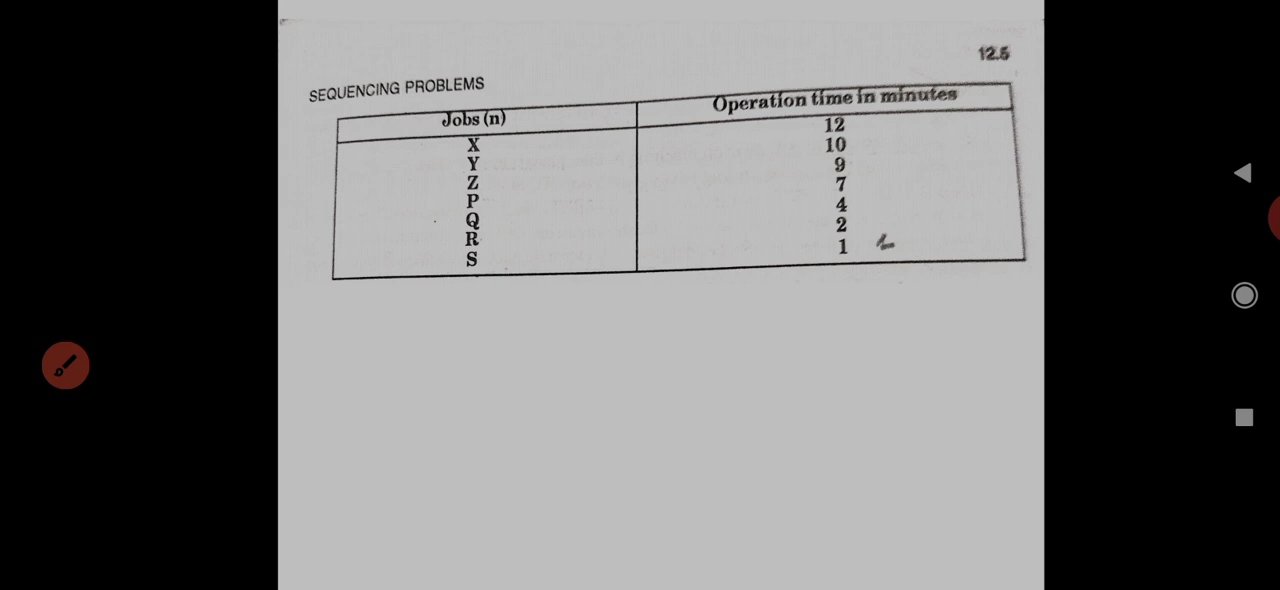 12.5
SEQUENCING PROBLEMS
Jobs (n) Operation time in minutes
X 12
Y 10
Z 9
P 7
Q 4
R 2
S 1